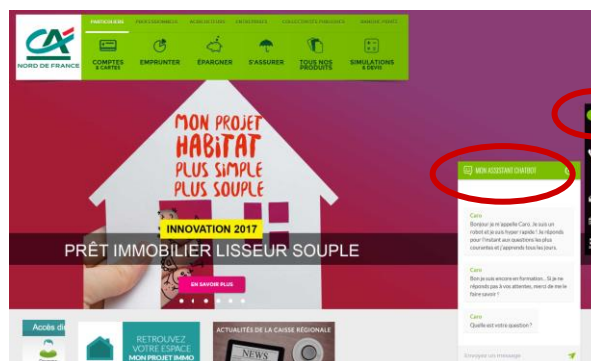 PARTICULIERS PROFESSIONNELS AGRICULTEURS ENTREPRISES COLLECTIVITÉS PUBLIQUES BANQUE PRIVÉE
NORD DE FRANCE
COMPTES
& CARTES
EMPRUNTER
ÉPARGNER
S'ASSURER
TOUS NOS
PRODUITS
SIMULATIONS
& DEVIS
MON PROJET
HABITAT
PLUS SIMPLE
PLUS SOUPLE
INNOVATION 2017
PRÊT IMMOBILIER LISSEUR SOUPLE
EN SAVOIR PLUS
MON ASSISTANT CHATBOT
Caro
Bonjour je m'appelle Caro. Je suis un
robot et je suis hyper rapide ! Je réponds
pour l'instant aux questions les plus
courantes et j'apprends tous les jours.
Caro
Bon je suis encore en formation... Si je ne
réponds pas à vos attentes, merci de me le
faire savoir !
Caro
Quelle est votre question ?
Envoyez un message
Accès di
RETROUVEZ
VOTRE ESPACE
MON PROJET IMMO
ACTUALITÉS DE LA CAISSE RÉGIONALE
NEWS